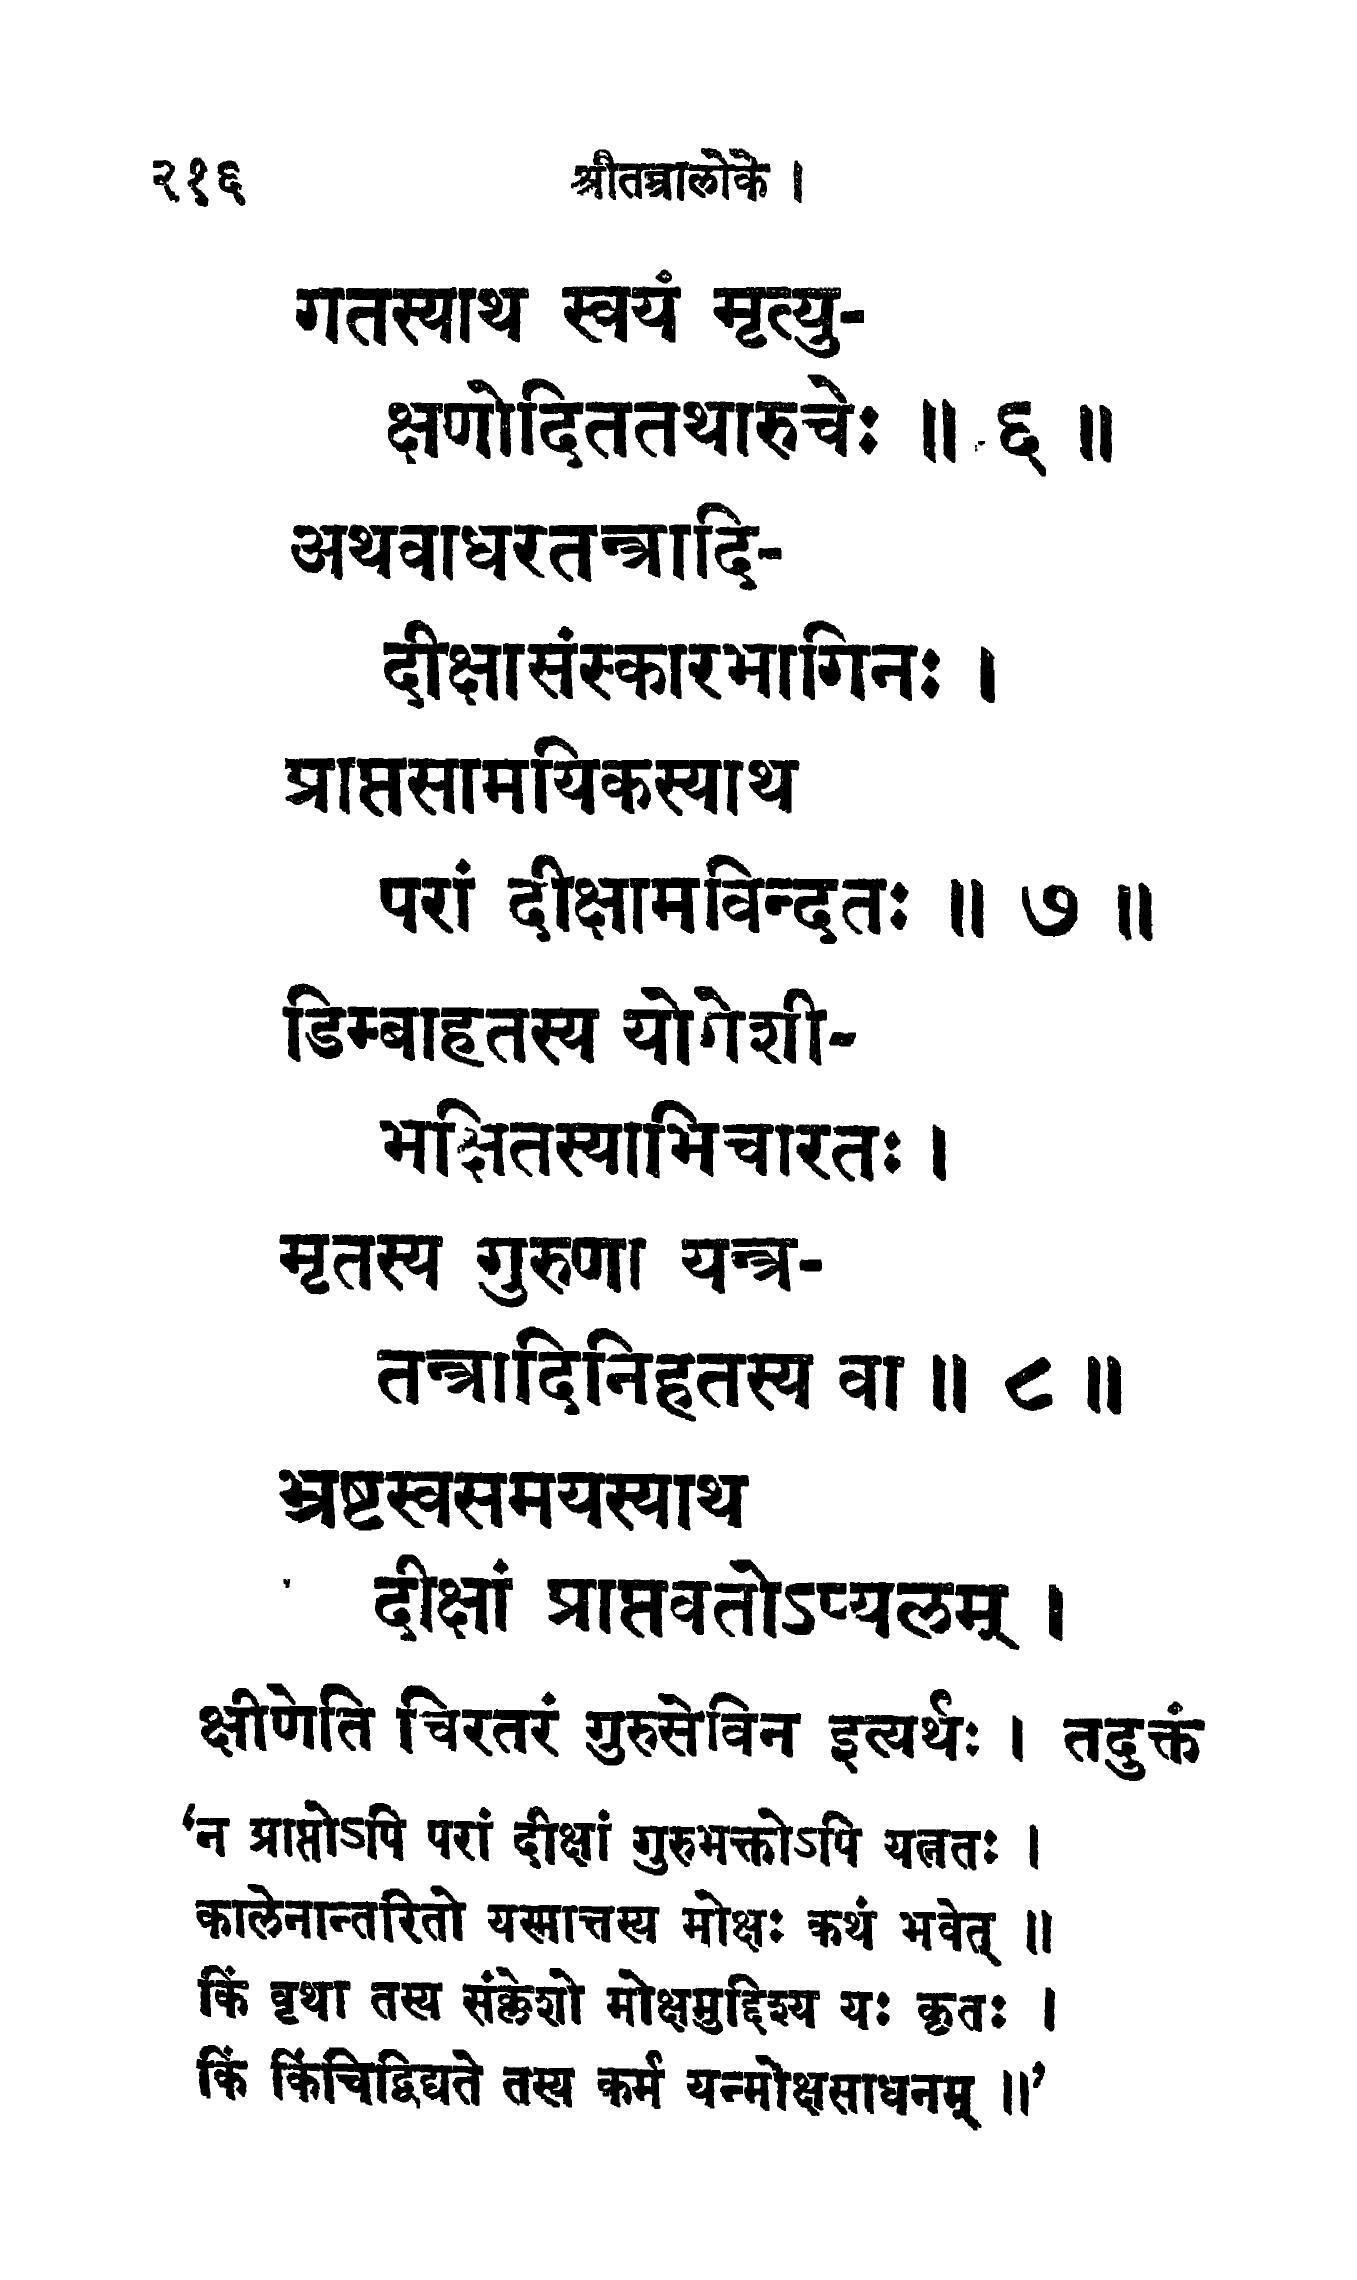 २१६ श्रीतन्त्रालोके ।
गतस्याथ स्वयं मृत्यु-
क्षणोदिततथारुचेः ॥ ६ ॥
अथवाधरतन्त्रादि-
दीक्षासंस्कारभागिनः ।
प्राप्तसामयिकस्याथ
परां दीक्षामविन्दतः ॥ ७ ॥
डिम्बाहतस्य योगेशी-
भक्षितस्याभिचारतः ।
मृतस्य गुरुणा यन्त्र-
तन्त्रादिनिहतस्य वा ॥ ८ ॥
भ्रष्टस्वसमयस्याथ
दीक्षां प्राप्तवतोऽप्यलम् ।
क्षीणेति चिरतरं गुरुसेविन इत्यर्थः । तदुक्तं
‘न प्राप्तोऽपि परां दीक्षां गुरुभक्तोऽपि यत्नतः ।
कालेनान्तरितो यस्मात्तस्य मोक्षः कथं भवेत् ॥
किं वृथा तस्य संक्लेशो मोक्षमुद्दिश्य यः कृतः ।
किं किंचिद्विद्यते तस्य कर्म यन्मोक्षसाधनम् ॥’